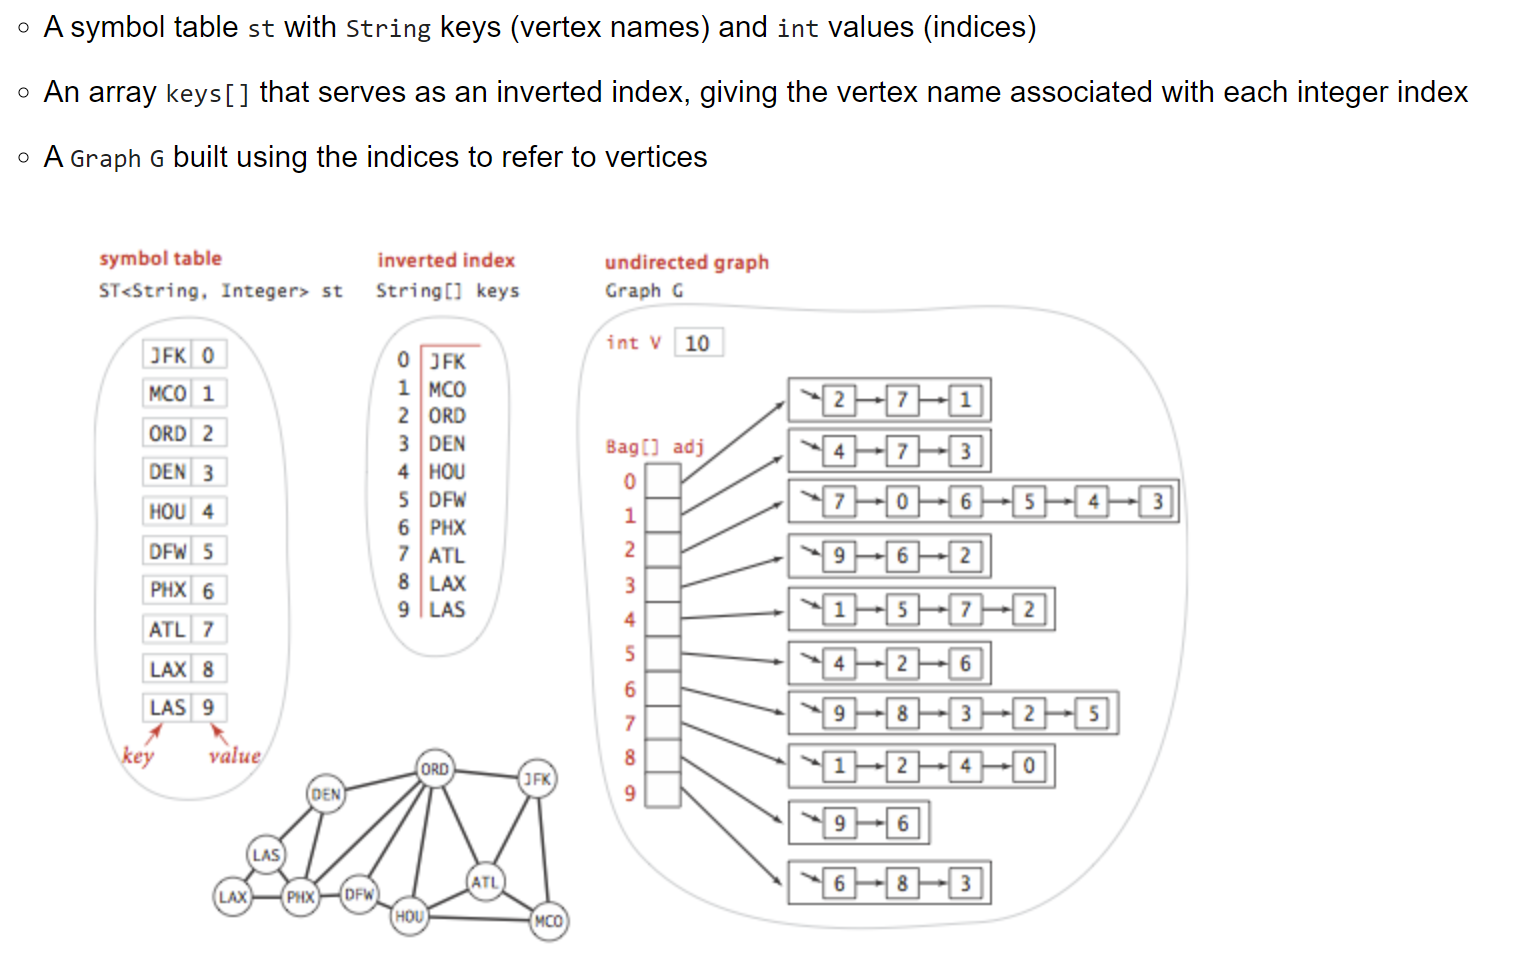 A symbol table st with String keys (vertex names) and int values (indices)
An array keys[] that serves as an inverted index, giving the vertex name associated with each integer index
A Graph G built using the indices to refer to vertices
symbol table
ST<String, Integer> st
JFK 0
MCO 1
ORD 2
DEN 3
HOU 4
DFW 5
PHX 6
ATL 7
LAX 8
LAS 9
key value
inverted index
String[] keys
0 JFK
1 MCO
2 ORD
3 DEN
4 HOU
5 DFW
6 PHX
7 ATL
8 LAX
9 LAS
undirected graph
Graph G
int V 10
Bag[] adj
0
1
2
3
4
5
6
7
8
9
2 7 1
4 7 3
7 0 6 5 4 3
9 6 2
1 5 7 2
4 2 6
9 8 3 2 5
1 2 4 0
9 6
6 8 3
ORD
JFK
DEN
LAS
LAX
PHX
DFW
ATL
HOU
MCO